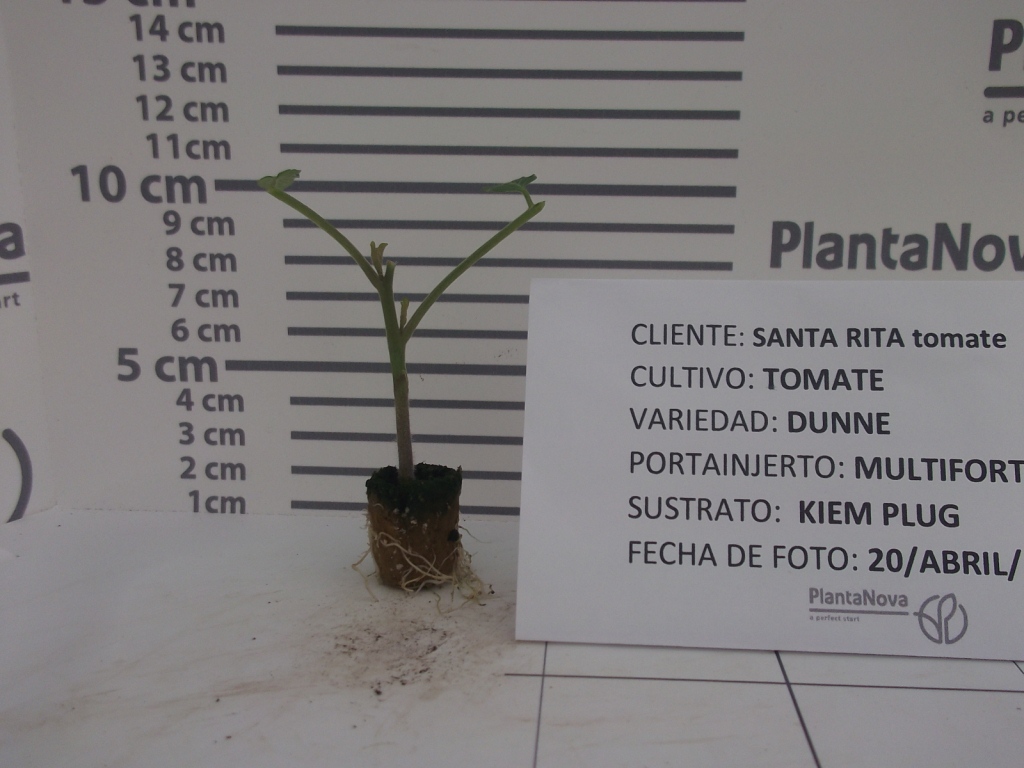 14 cm
13 cm
12 cm
11cm
10 cm
9 cm
8 cm
7 cm
6 cm
5 cm
4 cm
3 cm
2 cm
1cm
PlantaNov
CLIENTE: SANTA RITA tomate
CULTIVO: TOMATE
VARIEDAD: DUNNE
PORTAINJERTO: MULTIFORT
SUSTRATO: KIEM PLUG
FECHA DE FOTO: 20/ABRIL/
PlantaNova
a perfect start